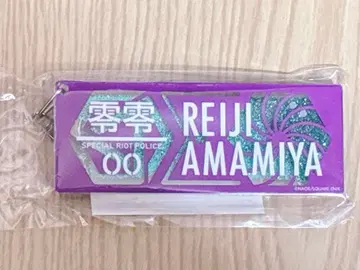 零零
SPECIAL RIOT POLICE
00
REIJI
AMAMIYA